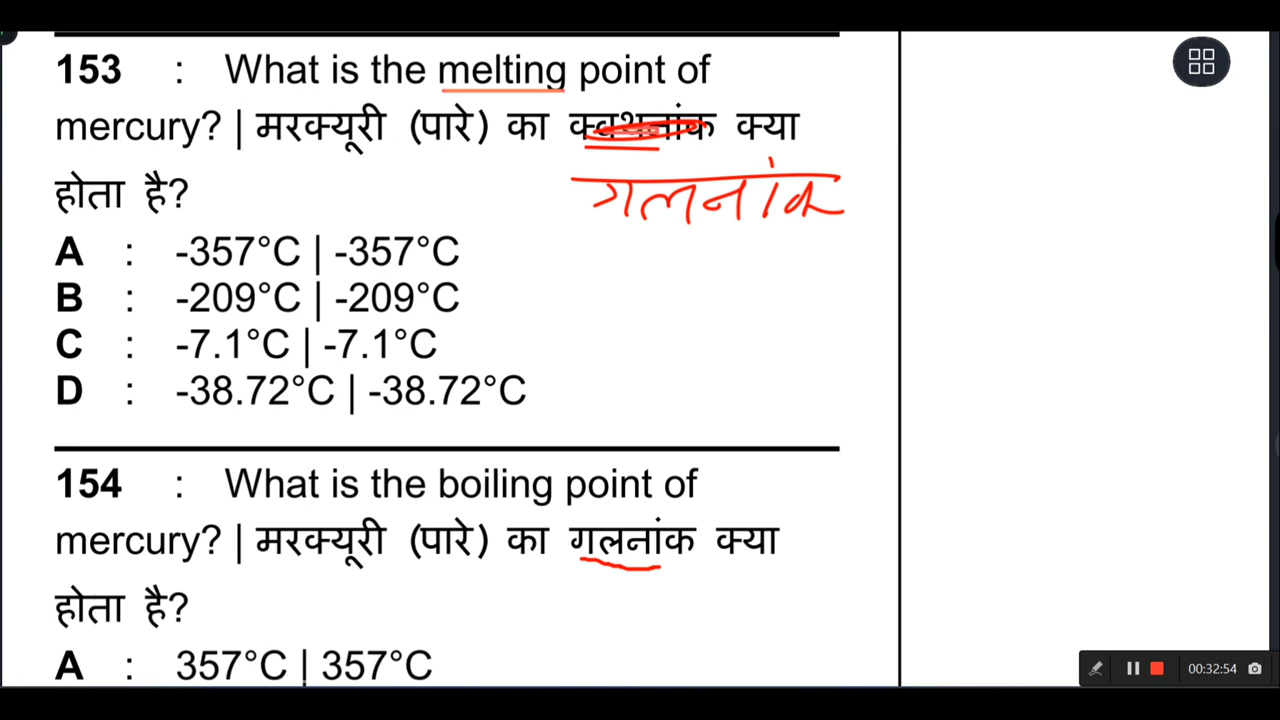 153 : What is the melting point of
mercury? | मरक्यूरी (पारे) का क्वथनांक क्या
गलनांक
होता है?
A : -357°C | -357°C
B : -209°C | -209°C
C : -7.1°C | -7.1°C
D : -38.72°C | -38.72°C
154 : What is the boiling point of
mercury? | मरक्यूरी (पारे) का गलनांक क्या
होता है?
A : 357°C | 357°C
00:32:54